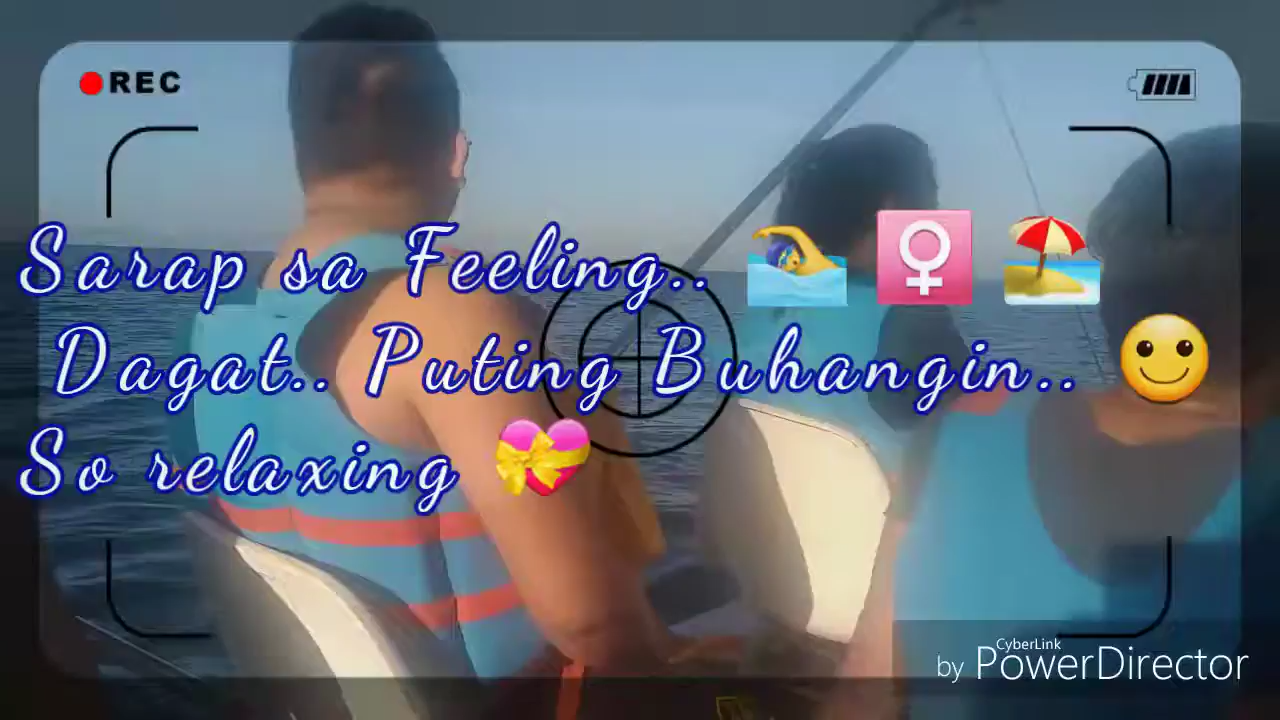 REC
Sarap sa Feeling.. 🏊‍♀️ 🏖️
Dagat.. Puting Buhangin.. 🙂
So relaxing 💝
CyberLink
by PowerDirector